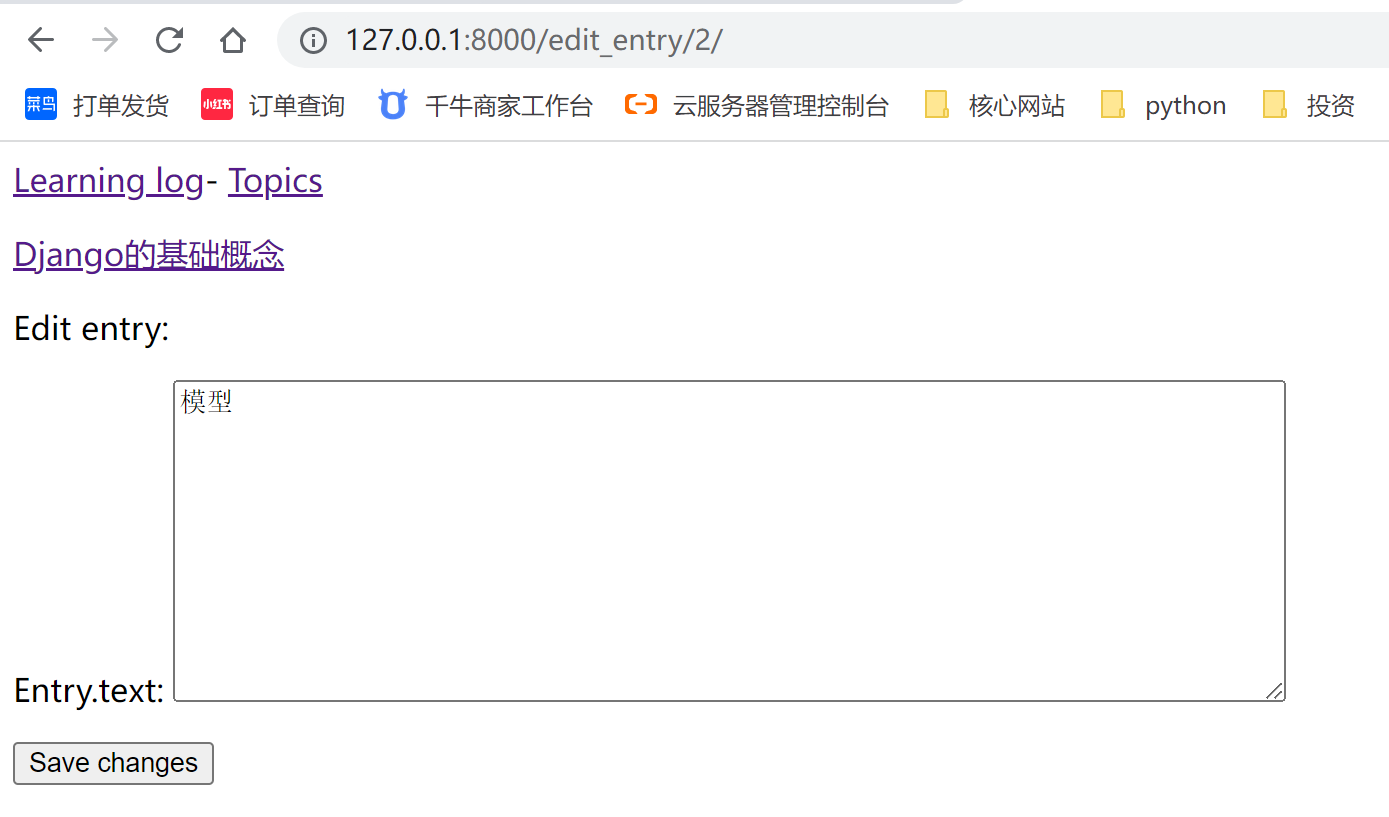 127.0.0.1:8000/edit_entry/2/
菜鸟 打单发货 小红书 订单查询 千牛商家工作台 云服务器管理控制台 核心网站 python 投资
Learning log- Topics
Django的基础概念
Edit entry:
模型
Entry.text:
Save changes